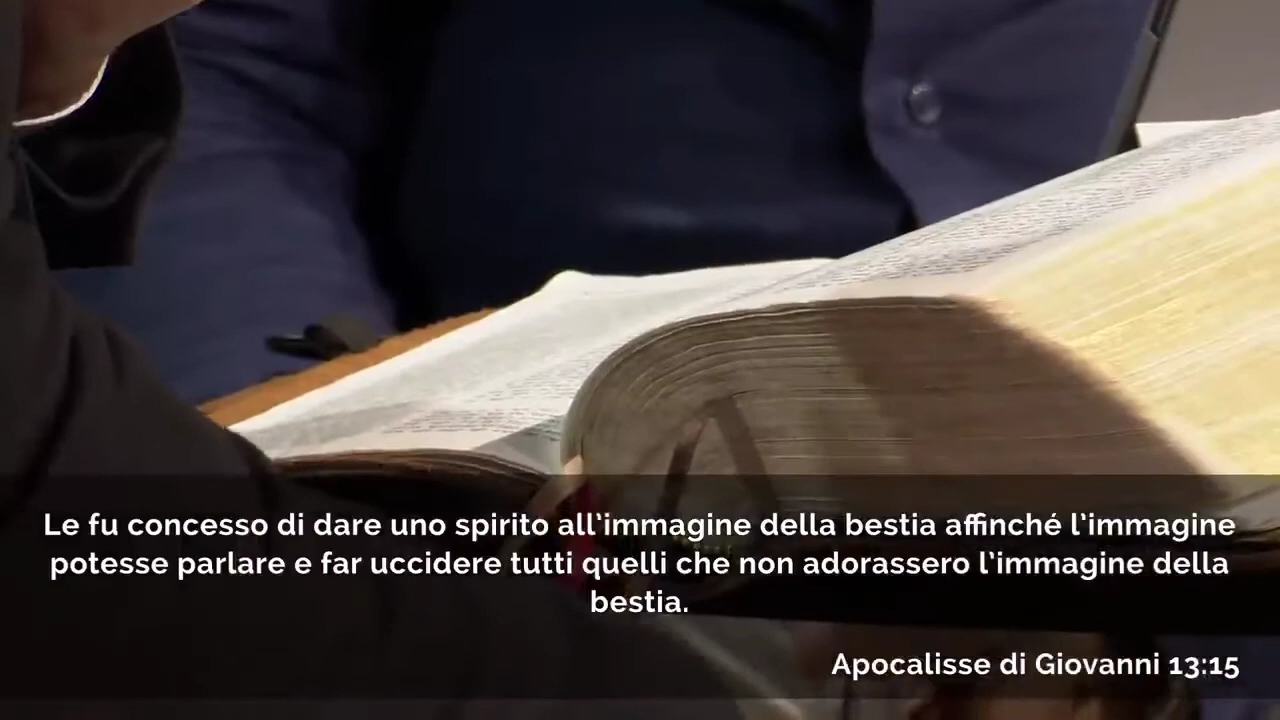 Le fu concesso di dare uno spirito all’immagine della bestia affinché l’immagine
potesse parlare e far uccidere tutti quelli che non adorassero l’immagine della
bestia.
Apocalisse di Giovanni 13:15